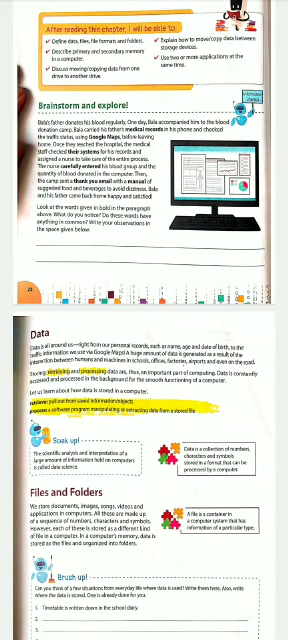 After reading this chapter, I will be able to:
✓ Define data, files, file formats and folders.
✓ Describe primary and secondary memory
in a computer.
✓ Discuss moving/copying data from one
drive to another drive.
✓ Explain how to move/copy data between
storage devices.
✓ Use two or more applications at the
same time.
Brainstorm and explore!
Bala's father donates his blood regularly. One day, Bala accompanied him to the blood
donation camp. Bala carried his father's medical records in his phone and checked
the traffic status, using Google Maps, before leaving
home. Once they reached the hospital, the medical
staff checked their systems for his records and
assigned a nurse to take care of the entire process.
The nurse carefully entered his blood group and the
quantity of blood donated in the computer. Then,
the camp sent a thank you email with a manual of
suggested food and beverages to avoid dizziness. Bala
and his father came back home happy and satisfied!
Look at the words given in bold in the paragraph
above. What do you notice? Do these words have
anything in common? Write your observations in
the space given below.
22
Data
Data is all around us—right from our personal records, such as name, age and date of birth, to the
traffic information we use via Google Maps! A huge amount of data is generated as a result of the
interaction between humans and machines in schools, offices, factories, airports and even on the road.
Storing, retrieving and processing data are, thus, an important part of computing. Data is constantly
accessed and processed in the background for the smooth functioning of a computer.
Let us learn about how data is stored in a computer.
retrieve: pull out from saved information/objects
process: a software program manipulating or extracting data from a stored file
Soak up!
The scientific analysis and interpretation of a
large amount of information held on computers
is called data science.
Data is a collection of numbers,
characters and symbols
stored in a format that can be
processed by a computer.
Files and Folders
We store documents, images, songs, videos and
applications in computers. All these are made up
of a sequence of numbers, characters and symbols.
However, each of these is stored as a different kind
of file in a computer. In a computer's memory, data is
stored as the files and organized into folders.
A file is a container in
a computer system that has
information of a particular type.
Brush up!
Can you think of a few situations from everyday life where data is used? Write them here. Also, write
where the data is stored. One is already done for you.
1. Timetable is written down in the school diary.
2.
3.